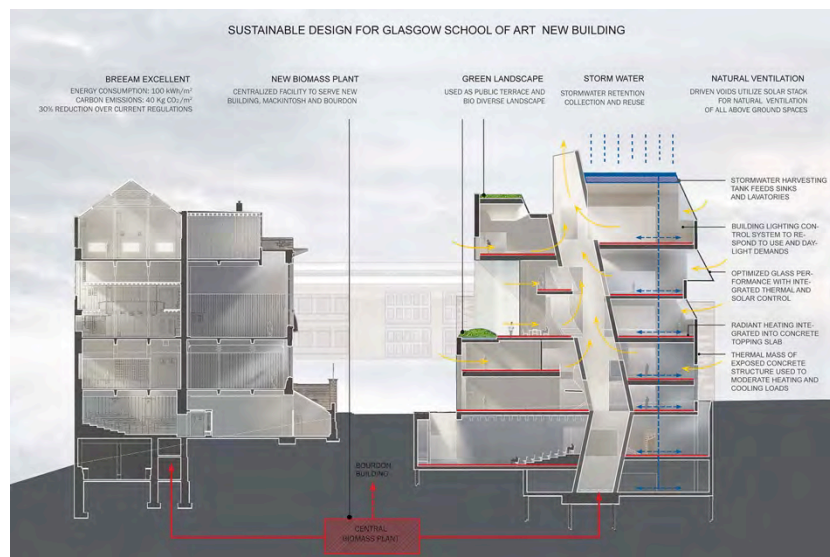 SUSTAINABLE DESIGN FOR GLASGOW SCHOOL OF ART NEW BUILDING
BREEAM EXCELLENT
ENERGY CONSUMPTION: 100 kWh/m²
CARBON EMISSIONS: 40 Kg CO₂/m²
30% REDUCTION OVER CURRENT REGULATIONS
NEW BIOMASS PLANT
CENTRALIZED FACILITY TO SERVE NEW
BUILDING, MACKINTOSH AND BOURDON
GREEN LANDSCAPE
USED AS PUBLIC TERRACE AND
BIO DIVERSE LANDSCAPE
STORM WATER
STORMWATER RETENTION
COLLECTION AND REUSE
NATURAL VENTILATION
DRIVEN VOIDS UTILIZE SOLAR STACK
FOR NATURAL VENTILATION
OF ALL ABOVE GROUND SPACES
STORMWATER HARVESTING
TANK FEEDS SINKS
AND LAVATORIES
BUILDING LIGHTING CON-
TROL SYSTEM TO RE-
SPOND TO USE AND DAY-
LIGHT DEMANDS
OPTIMIZED GLASS PER-
FORMANCE WITH INTE-
GRATED THERMAL AND
SOLAR CONTROL
RADIANT HEATING INTE-
GRATED INTO CONCRETE
TOPPING SLAB
THERMAL MASS OF
EXPOSED CONCRETE
STRUCTURE USED TO
MODERATE HEATING AND
COOLING LOADS
BOURDON
BUILDING
CENTRAL
BIOMASS PLANT